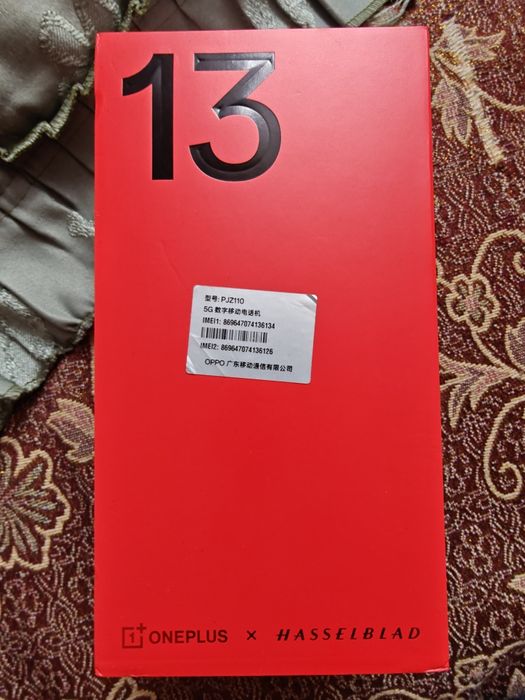 13
型号: PJZ110
5G 数字移动电话机
IMEI1: 869647074136134
IMEI2: 869647074136126
OPPO 广东移动通信有限公司
1+ ONEPLUS × HASSELBLAD